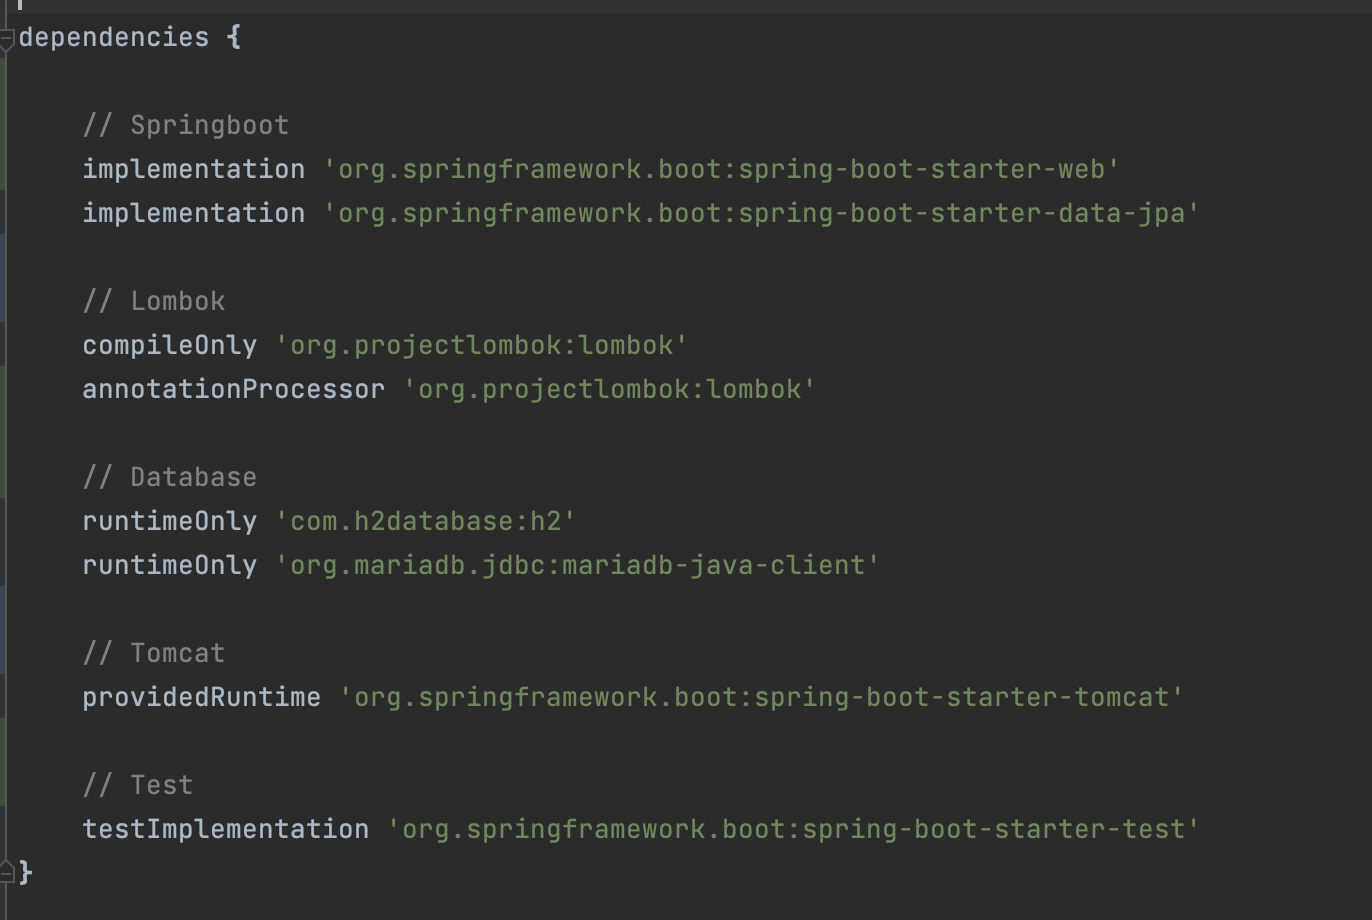 dependencies {
// Springboot
implementation 'org.springframework.boot:spring-boot-starter-web'
implementation 'org.springframework.boot:spring-boot-starter-data-jpa'
// Lombok
compileOnly 'org.projectlombok:lombok'
annotationProcessor 'org.projectlombok:lombok'
// Database
runtimeOnly 'com.h2database:h2'
runtimeOnly 'org.mariadb.jdbc:mariadb-java-client'
// Tomcat
providedRuntime 'org.springframework.boot:spring-boot-starter-tomcat'
// Test
testImplementation 'org.springframework.boot:spring-boot-starter-test'
}